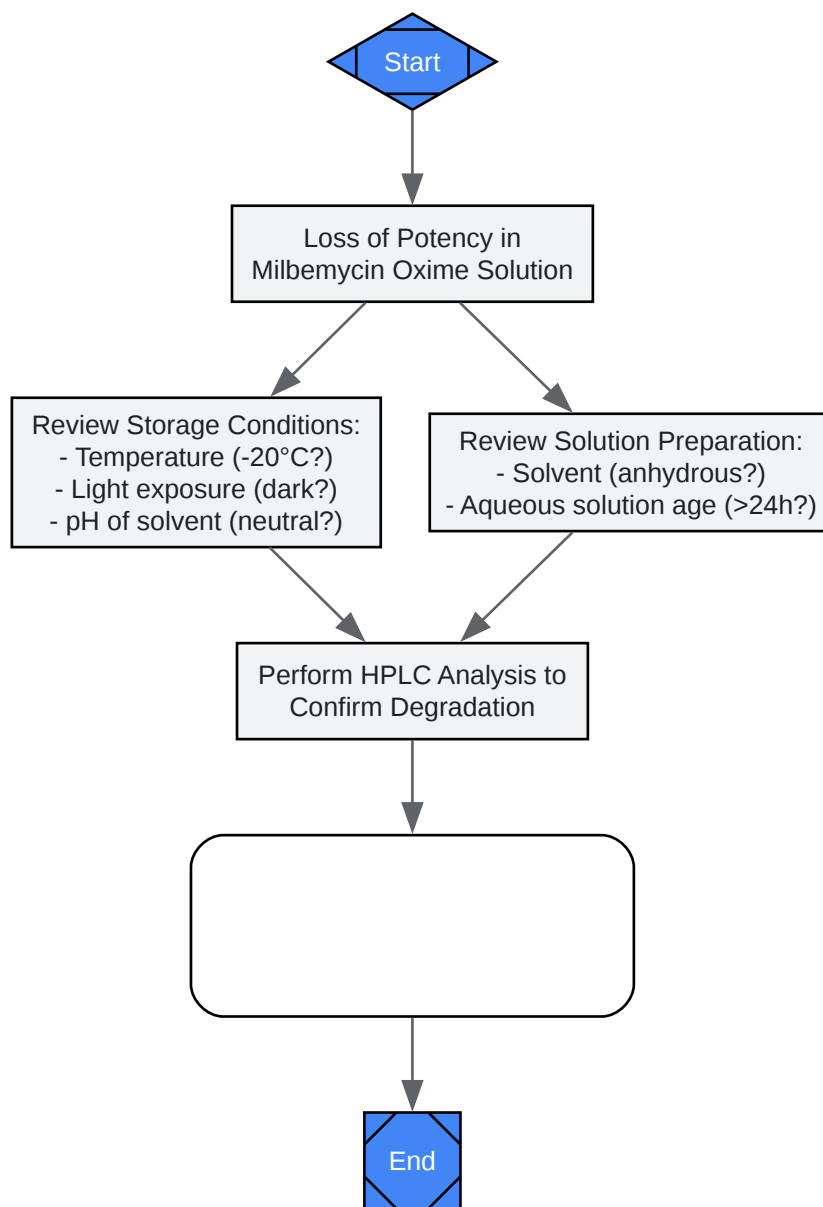 Start
Loss of Potency in
Milbemycin Oxime Solution
Review Storage Conditions:
- Temperature (-20°C?)
- Light exposure (dark?)
- pH of solvent (neutral?)
Review Solution Preparation:
- Solvent (anhydrous?)
- Aqueous solution age (>24h?)
Perform HPLC Analysis to
Confirm Degradation
End